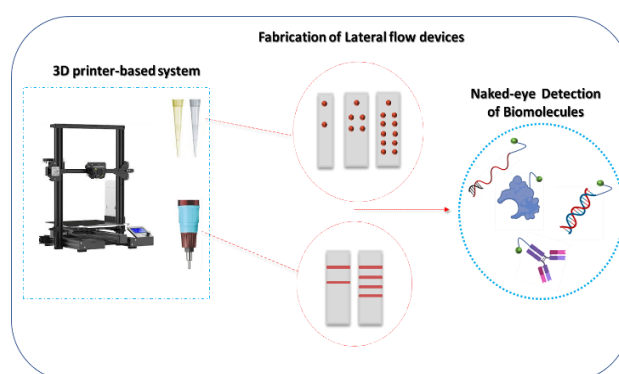 Fabrication of Lateral flow devices
3D printer-based system
Naked-eye Detection
of Biomolecules